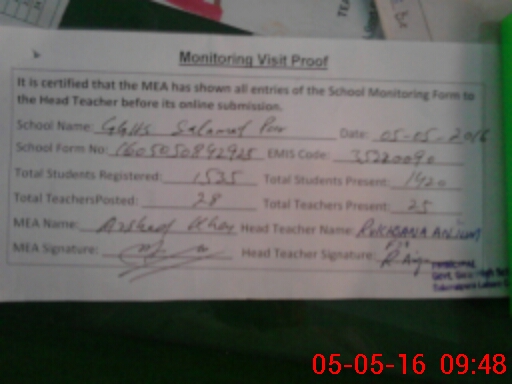 Monitoring Visit Proof
It is certified that the MEA has shown all entries of the School Monitoring Form to
the Head Teacher before its online submission.
School Name: GGHS Salamat Pur Date: 05-05-2016
School Form No: 1605050842925 EMIS Code: 35220090
Total Students Registered: 1535 Total Students Present: 1420
Total TeachersPosted: 28 Total Teachers Present: 25
MEA Name: Arshad Head Teacher Name: RUKHSANA ANJUM
MEA Signature: Head Teacher Signature:
05-05-16 09:48